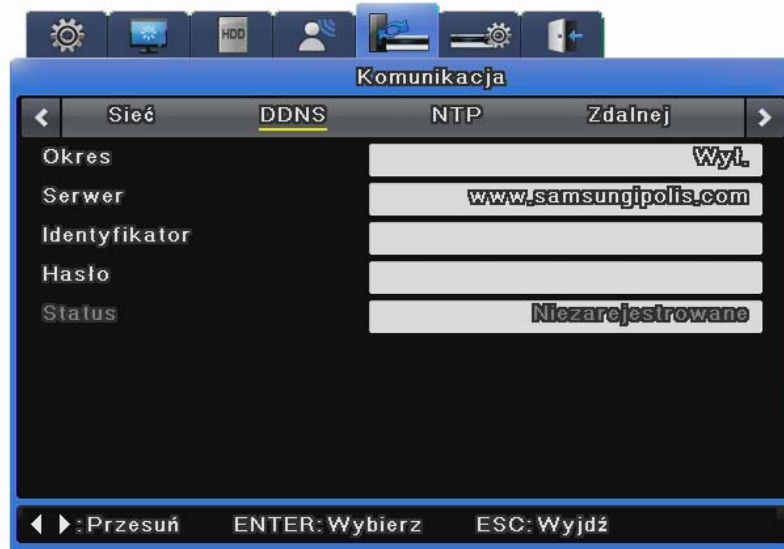 HDD
Komunikacja
Sieć DDNS NTP Zdalnej
Okres Wył.
Serwer www.samsungipolis.com
Identyfikator
Hasło
Status Niezarejestrowane
:Przesuń ENTER:Wybierz ESC:Wyjdź